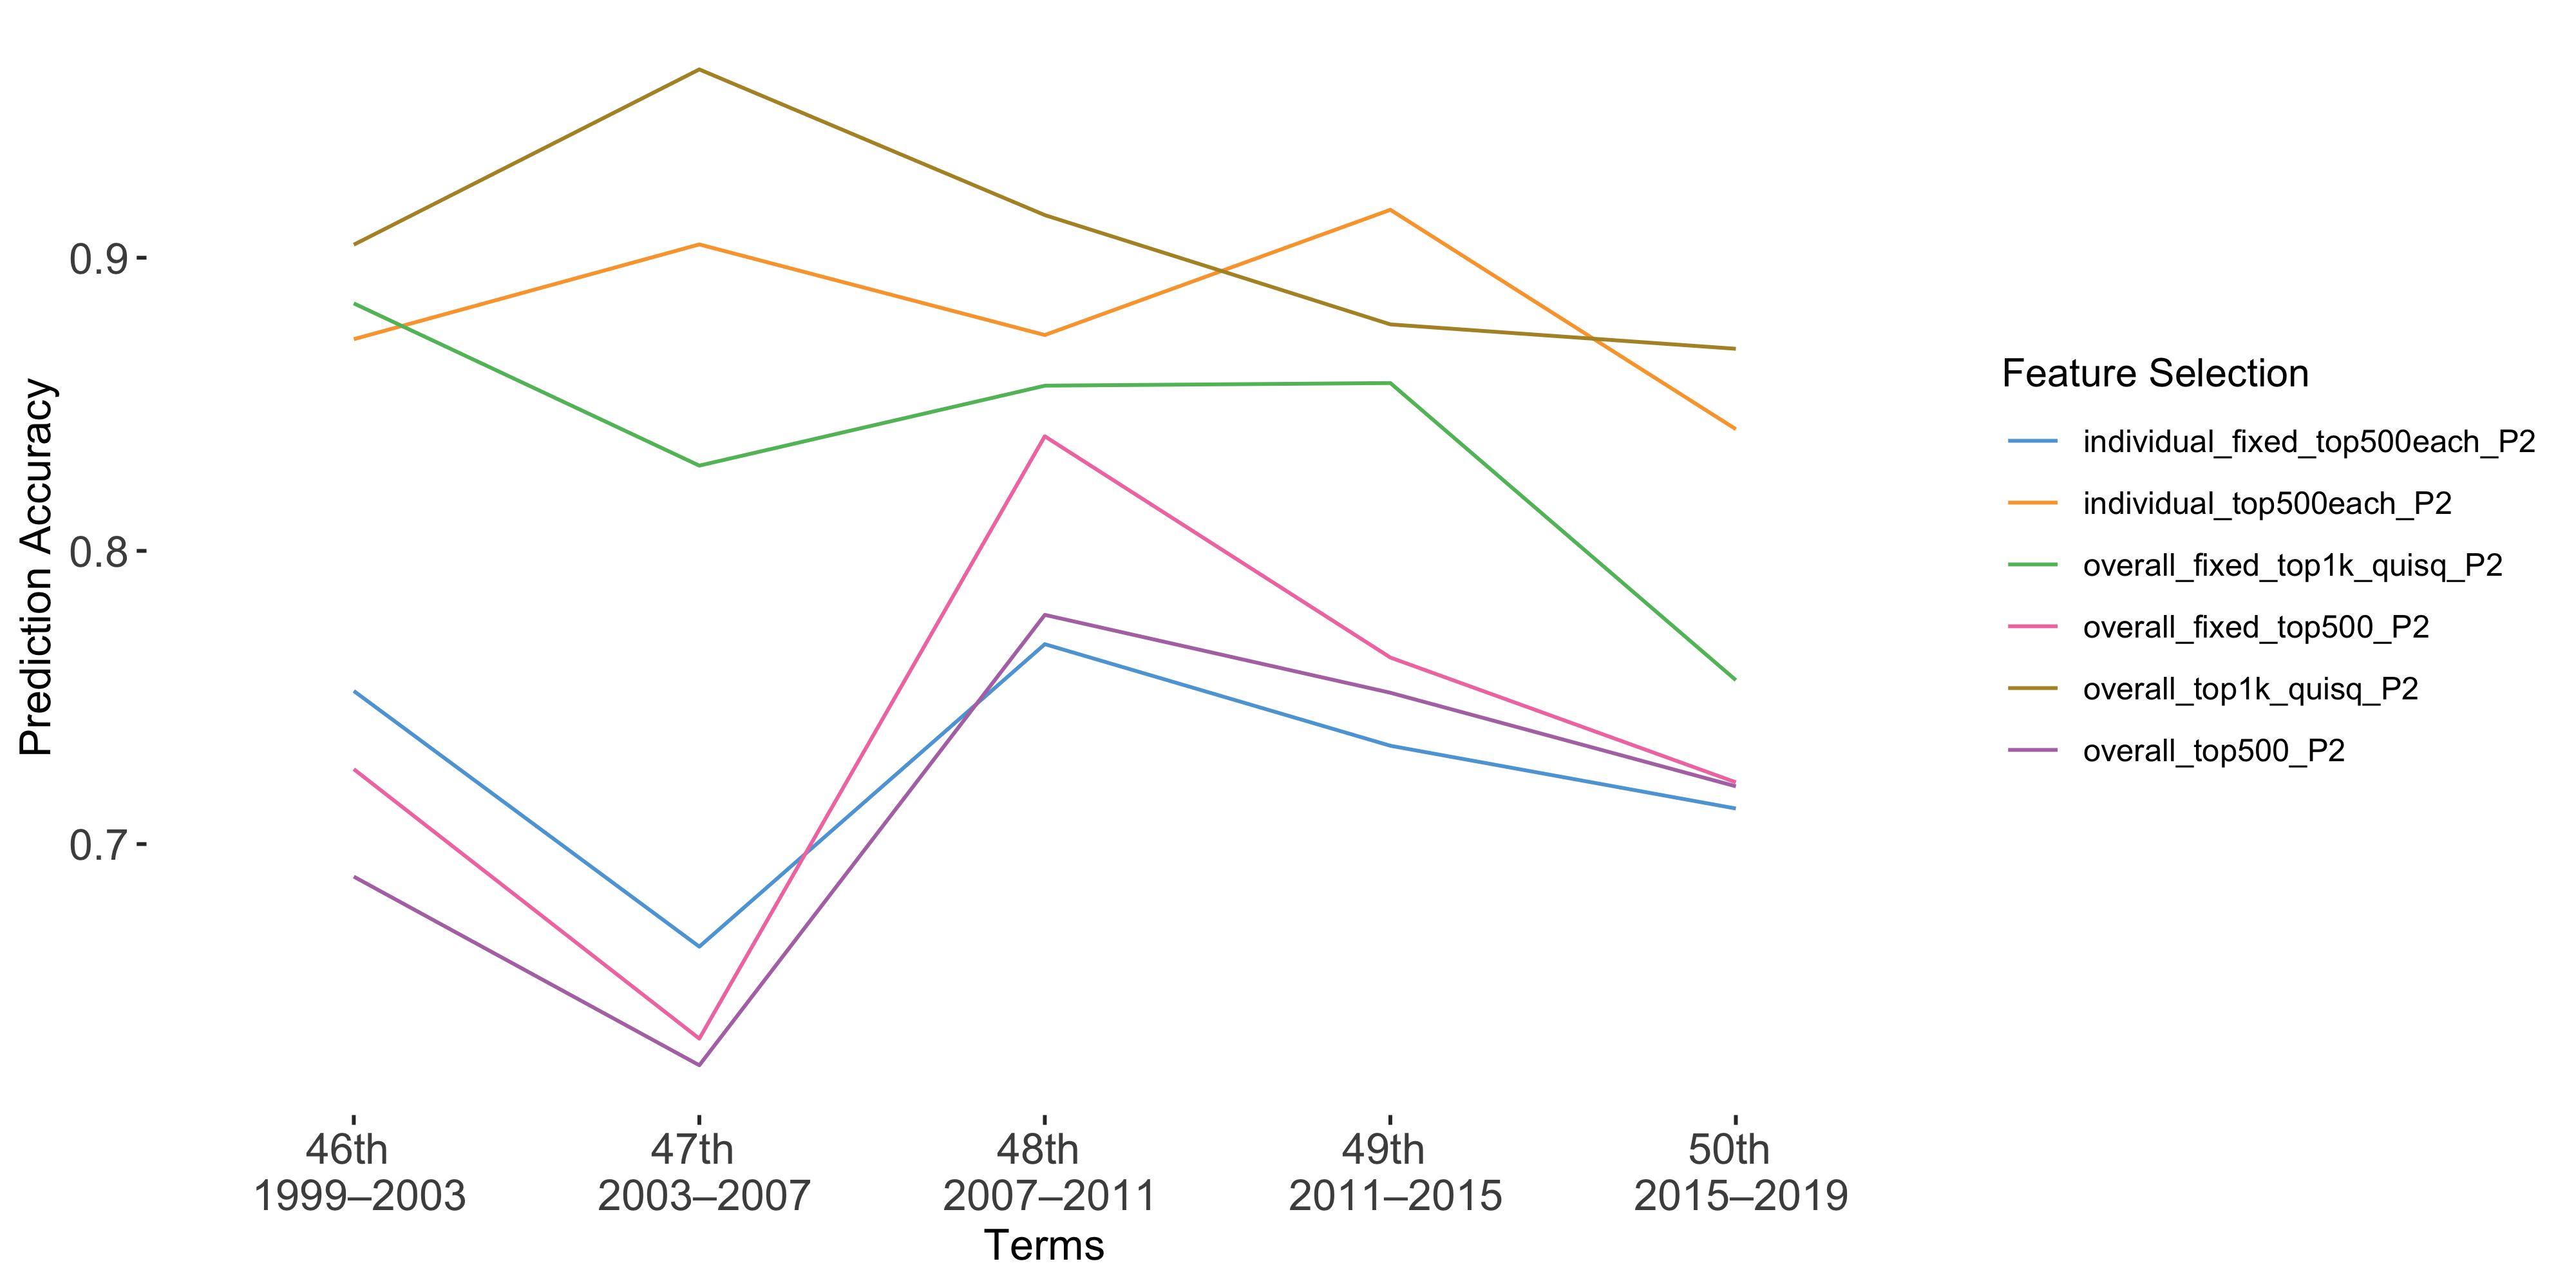 Prediction Accuracy
0.9
0.8
0.7
46th
1999–2003
47th
2003–2007
48th
2007–2011
49th
2011–2015
50th
2015–2019
Terms
Feature Selection
individual_fixed_top500each_P2
individual_top500each_P2
overall_fixed_top1k_quisq_P2
overall_fixed_top500_P2
overall_top1k_quisq_P2
overall_top500_P2